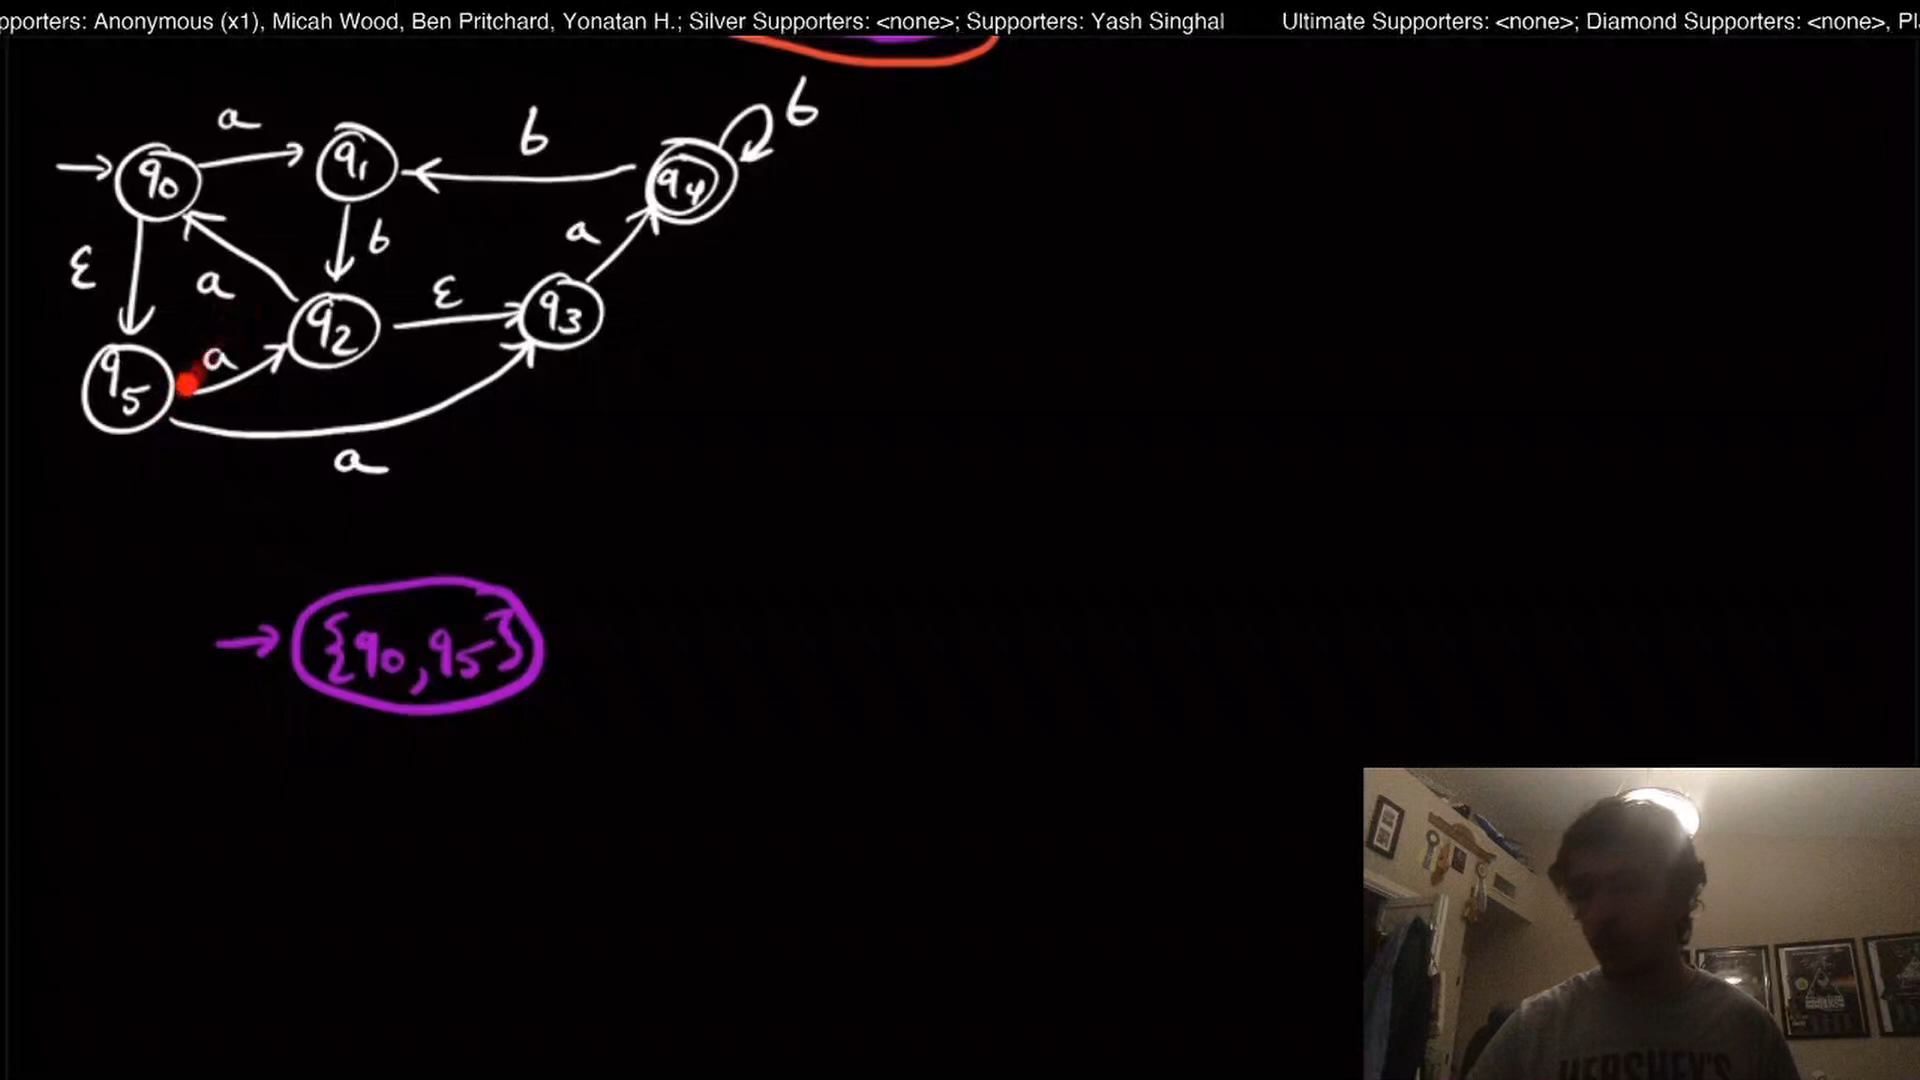 pporters: Anonymous (x1), Micah Wood, Ben Pritchard, Yonatan H.; Silver Supporters: <none>; Supporters: Yash Singhal Ultimate Supporters: <none>; Diamond Supporters: <none>, Pl
a
b
b
q0
q1
q4
ε
a
b
ε
a
q2
q3
q5
a
a
{q0, q5}
HERSHEY'S